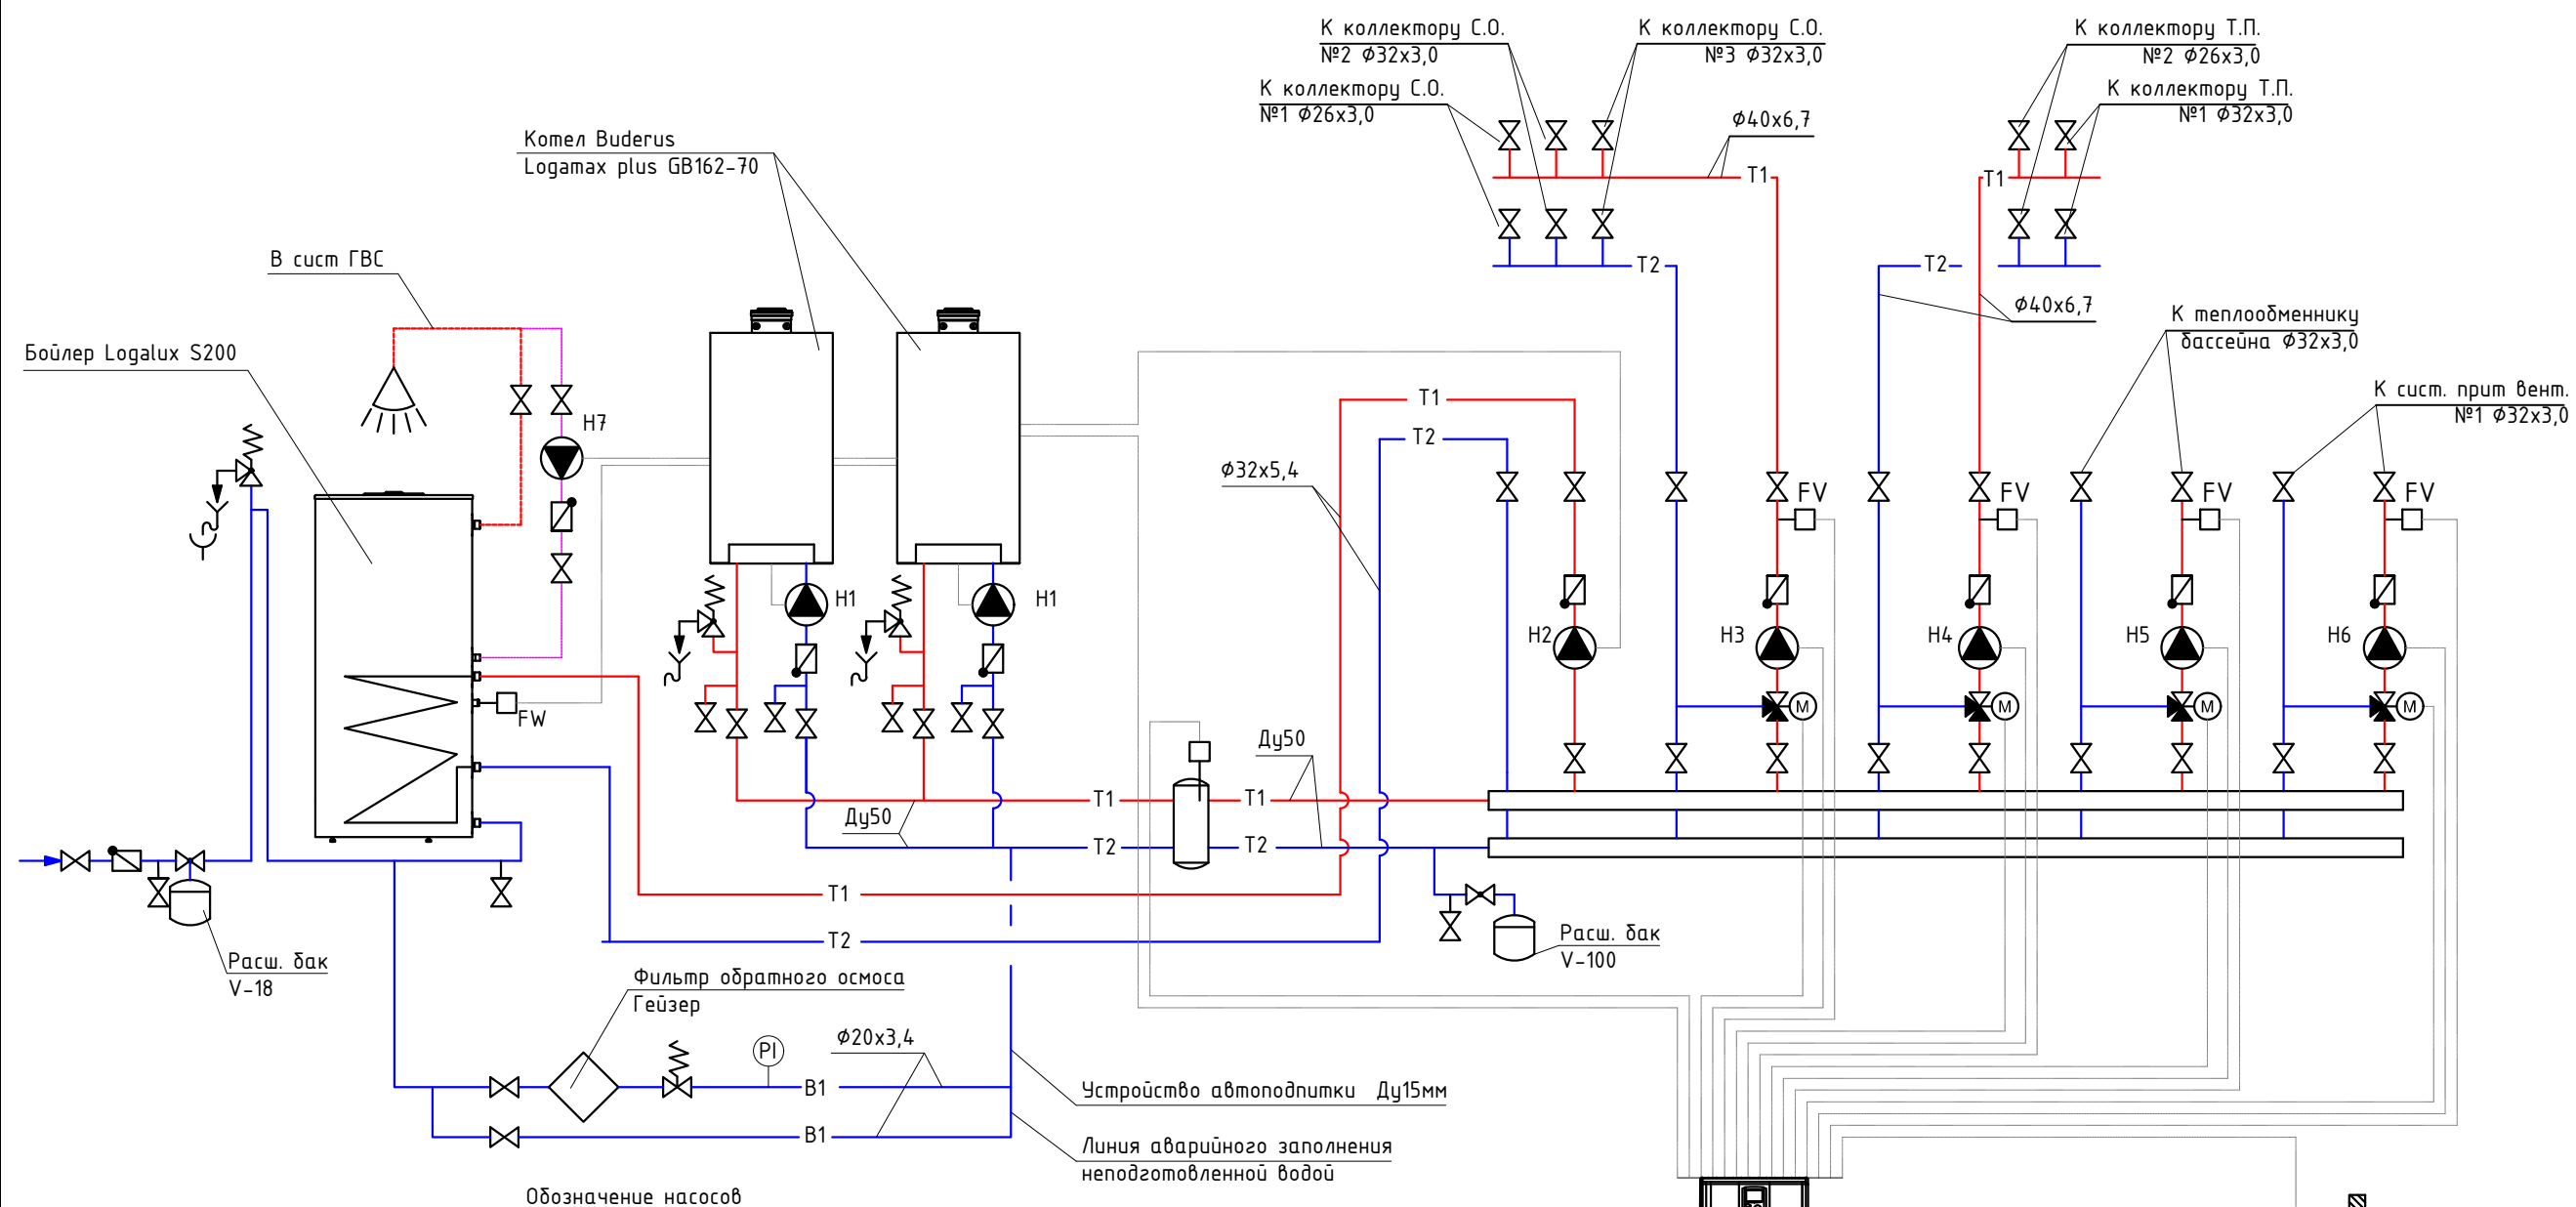 К коллектору С.О.
№2 Ф32х3,0
К коллектору С.О.
№3 Ф32х3,0
К коллектору Т.П.
№2 Ф26х3,0
К коллектору С.О.
№1 Ф26х3,0
К коллектору Т.П.
№1 Ф32х3,0
Ф40х6,7
Котел Buderus
Logamax plus GB162-70
Т1
Т1
В сист ГВС
Т2
Т2
Ф40х6,7
К теплообменнику
бассейна Ф32х3,0
Бойлер Logalux S200
К сист. прит вент.
№1 Ф32х3,0
Т1
Т2
Н7
Ф32х5,4
FV
FV
FV
FV
Н1
Н1
Н2
Н3
Н4
Н5
Н6
FW
М
М
М
М
Ду50
Т1
Т1
Ду50
Т2
Т2
Т1
Т2
Расш. бак
V-100
Расш. бак
V-18
Фильтр обратного осмоса
Гейзер
PI
Ф20х3,4
В1
В1
Устройство автоподпитки Ду15мм
Линия аварийного заполнения
неподготовленной водой
Обозначение насосов